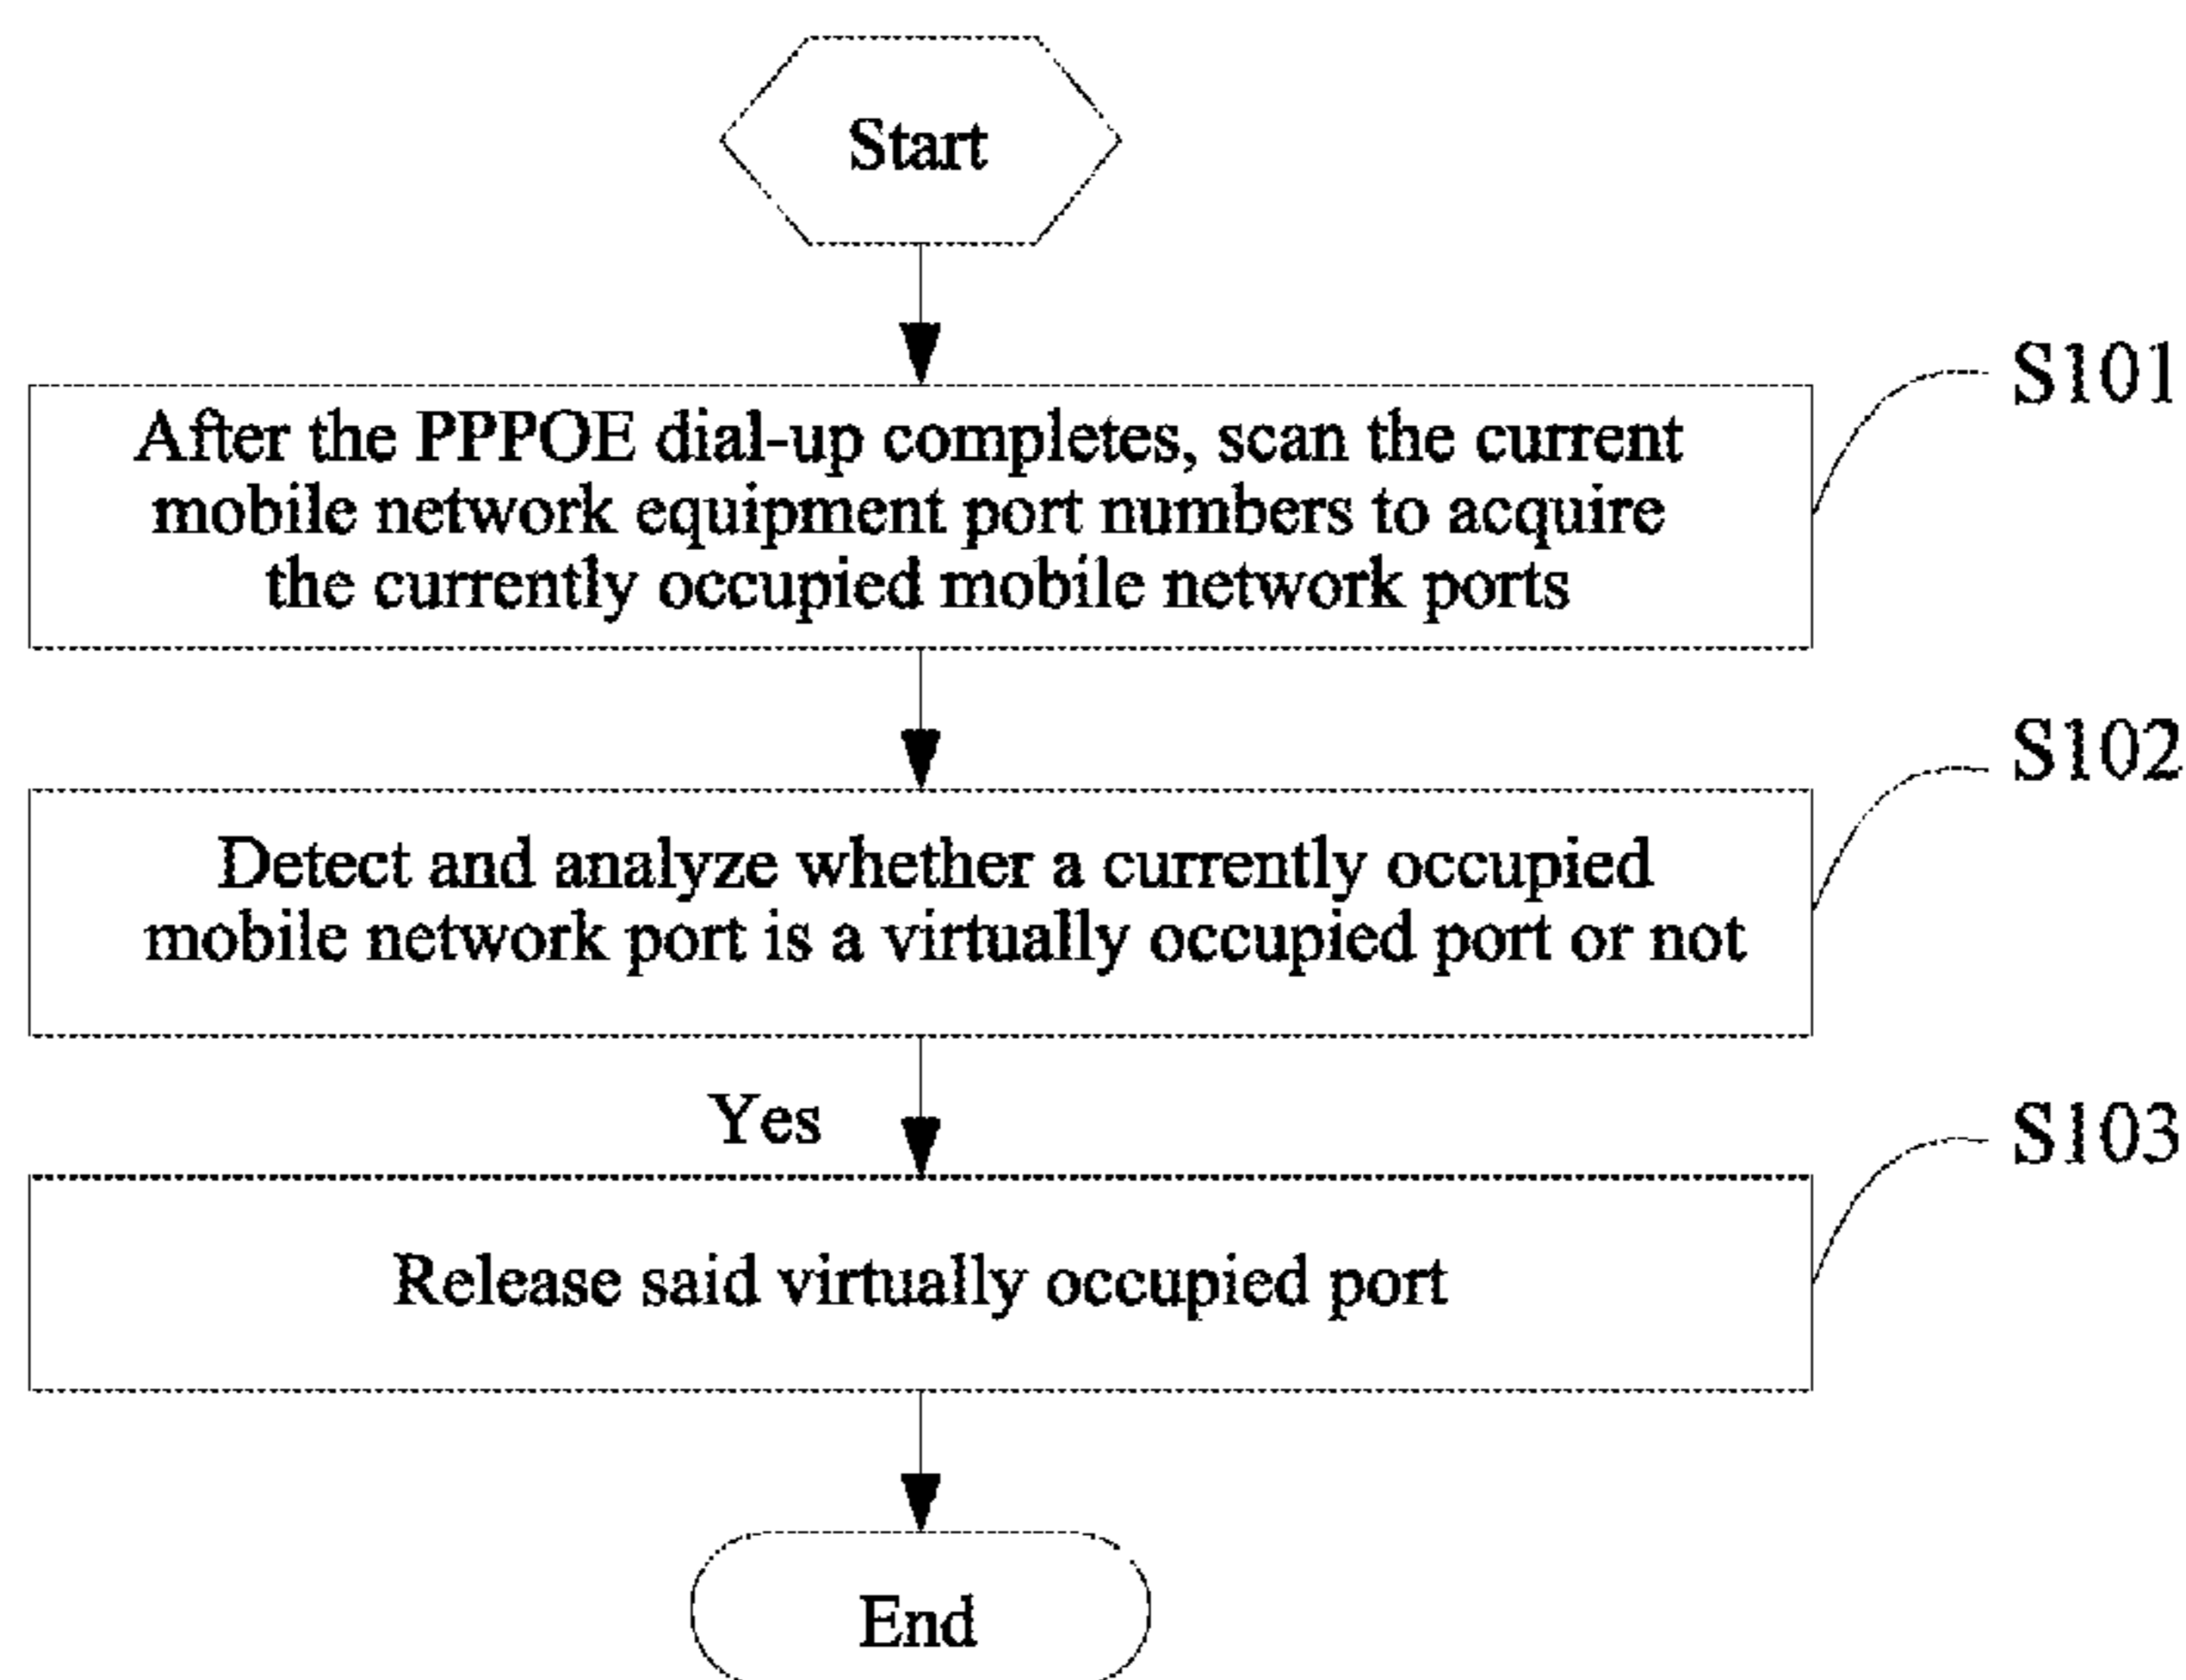 Start
S101
After the PPPOE dial-up completes, scan the current
mobile network equipment port numbers to acquire
the currently occupied mobile network ports
S102
Detect and analyze whether a currently occupied
mobile network port is a virtually occupied port or not
Yes
S103
Release said virtually occupied port
End